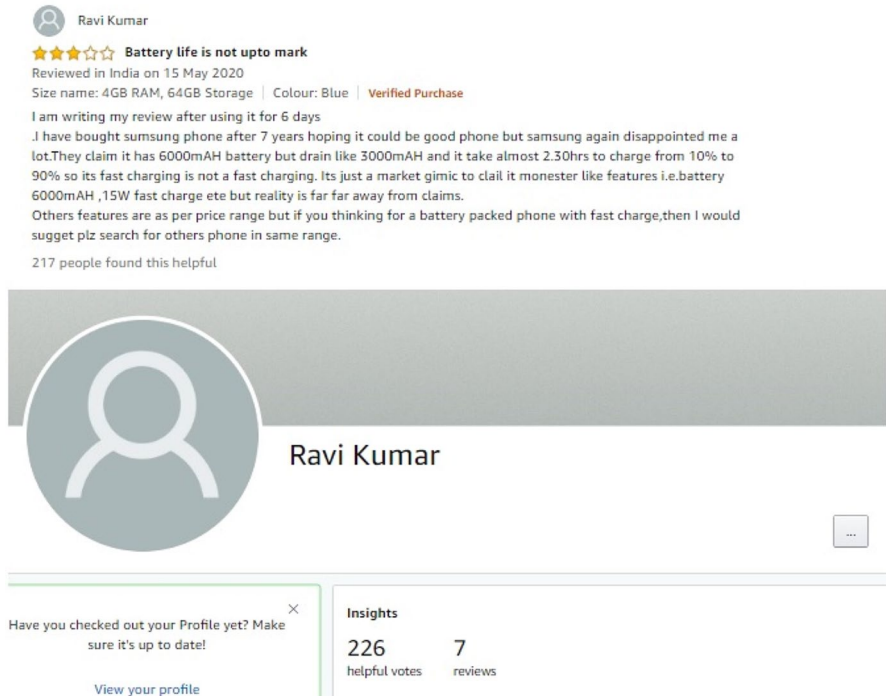 Ravi Kumar
Battery life is not upto mark
Reviewed in India on 15 May 2020
Size name: 4GB RAM, 64GB Storage | Colour: Blue | Verified Purchase
I am writing my review after using it for 6 days
.I have bought sumsung phone after 7 years hoping it could be good phone but samsung again disappointed me a
lot.They claim it has 6000mAH battery but drain like 3000mAH and it take almost 2.30hrs to charge from 10% to
90% so its fast charging is not a fast charging. Its just a market gimic to clail it monester like features i.e.battery
6000mAH ,15W fast charge ete but reality is far far away from claims.
Others features are as per price range but if you thinking for a battery packed phone with fast charge,then I would
sugget plz search for others phone in same range.
217 people found this helpful
Ravi Kumar
...
Have you checked out your Profile yet? Make
sure it's up to date!
View your profile
Insights
226 7
helpful votes reviews